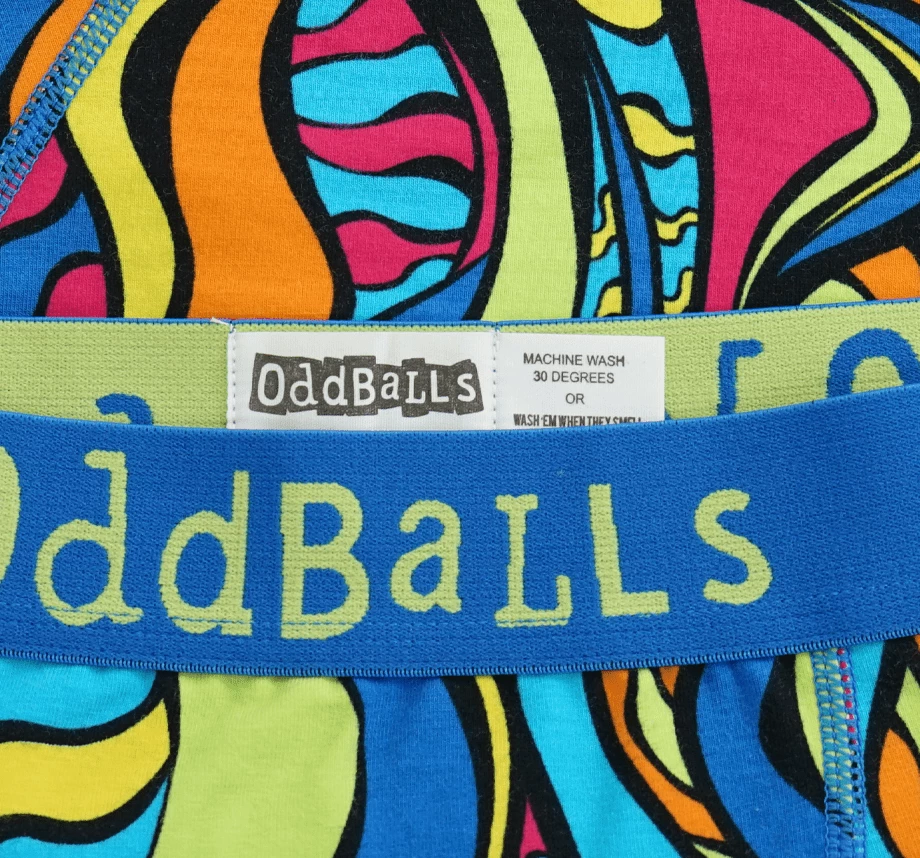 OddBaLLs
MACHINE WASH
30 DEGREES
OR
WASH 'EM WHEN THEY SMELL
OddBaLLs